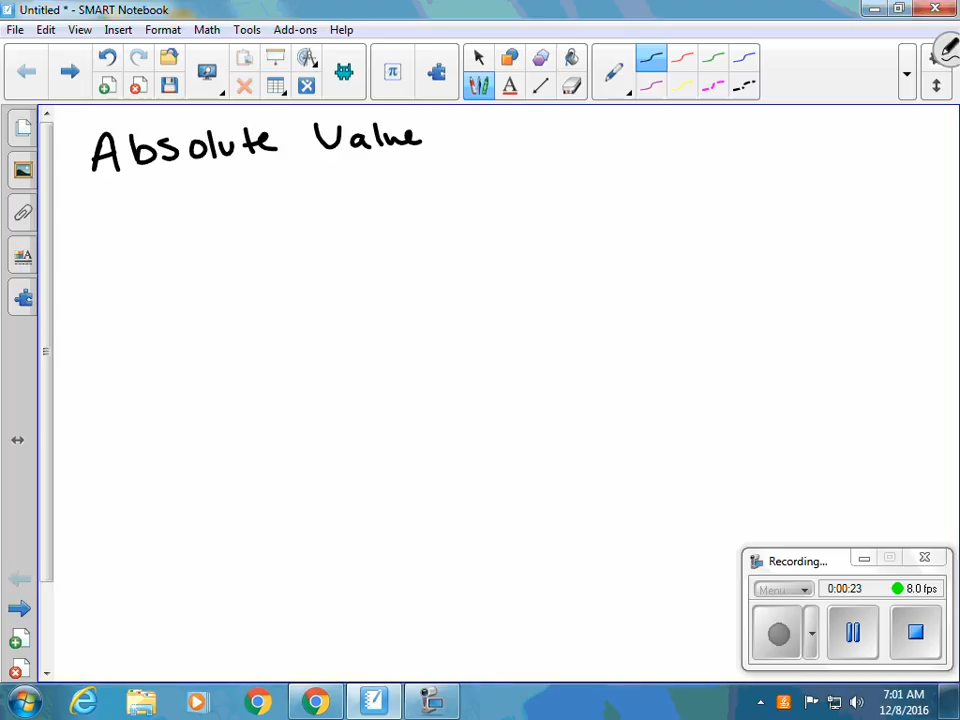 Untitled * - SMART Notebook
File Edit View Insert Format Math Tools Add-ons Help
Absolute Value
Recording...
Menu 0:00:23 8.0 fps
7:01 AM
12/8/2016